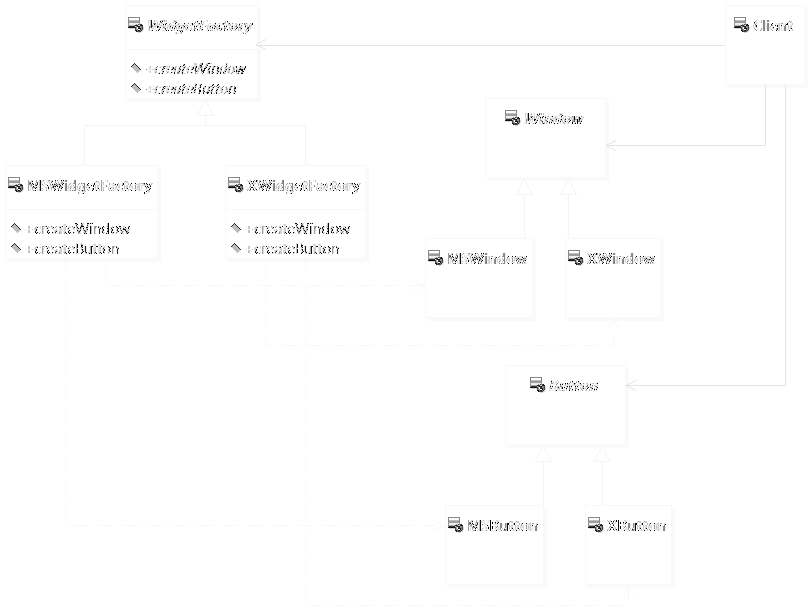 WidgetFactory
Client
+createWindow
+createButton
Window
MSWidgetFactory
XWidgetFactory
+createWindow
+createButton
+createWindow
+createButton
MSWindow
XWindow
Button
MSButton
XButton